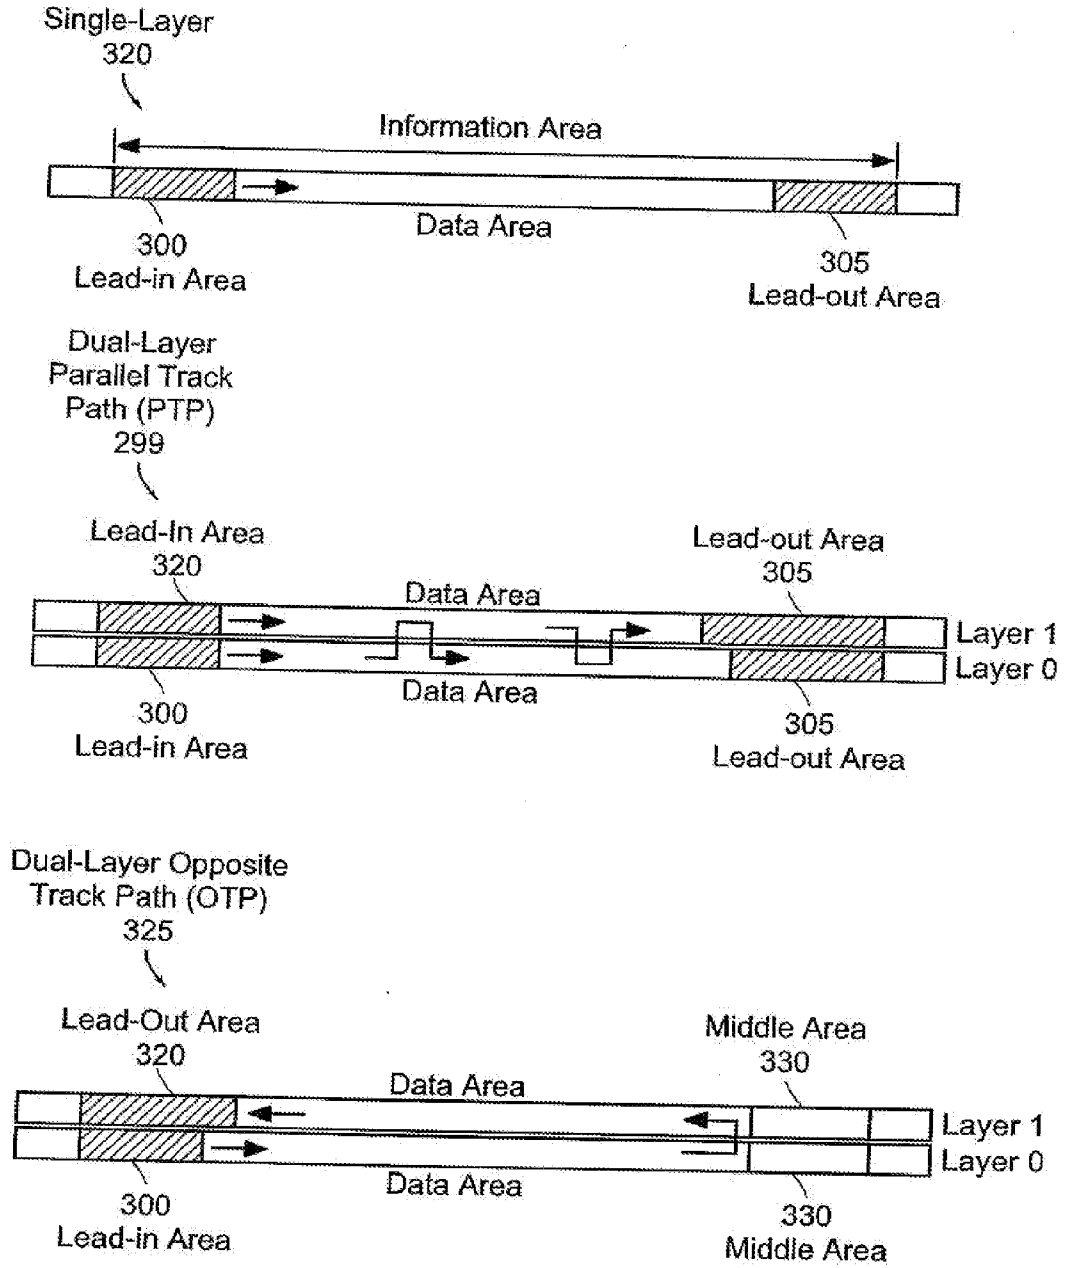 Single-Layer
320
Information Area
Data Area
300
Lead-in Area
305
Lead-out Area
Dual-Layer
Parallel Track
Path (PTP)
299
Lead-In Area
320
Lead-out Area
305
Data Area
Layer 1
Layer 0
Data Area
300
Lead-in Area
305
Lead-out Area
Dual-Layer Opposite
Track Path (OTP)
325
Lead-Out Area
320
Middle Area
330
Data Area
Layer 1
Layer 0
Data Area
300
Lead-in Area
330
Middle Area